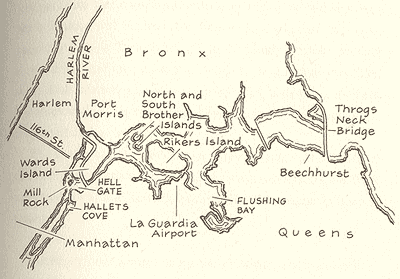 Bronx
HARLEM
RIVER
Harlem
Port
Morris
North and
South
Brother
Islands
Rikers Island
Throgs
Neck
Bridge
116th St.
Wards
Island
Mill
Rock
HELL
GATE
HALLETS
COVE
Beechhurst
La Guardia
Airport
FLUSHING
BAY
Manhattan
Queens